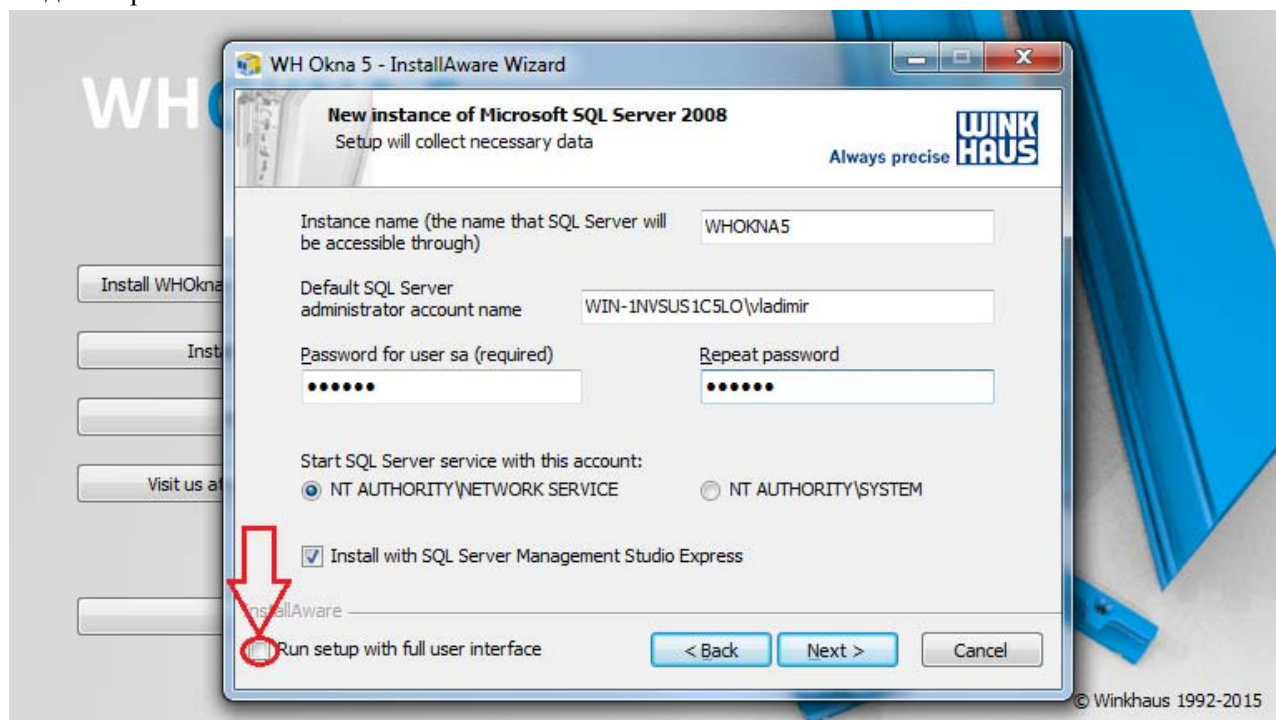 WH Okna 5 - InstallAware Wizard
WH
New instance of Microsoft SQL Server 2008
Setup will collect necessary data
Always precise
WINK
HAUS
Instance name (the name that SQL Server will
be accessible through)
WHOKNA5
Install WHOkna
Default SQL Server
administrator account name
WIN-1NVSUS1C5LO\vladimir
Inst
Password for user sa (required)
Repeat password
••••••
••••••
Start SQL Server service with this account:
Visit us at
NT AUTHORITY\NETWORK SERVICE
NT AUTHORITY\SYSTEM
Install with SQL Server Management Studio Express
InstallAware
Run setup with full user interface
< Back
Next >
Cancel
© Winkhaus 1992-2015